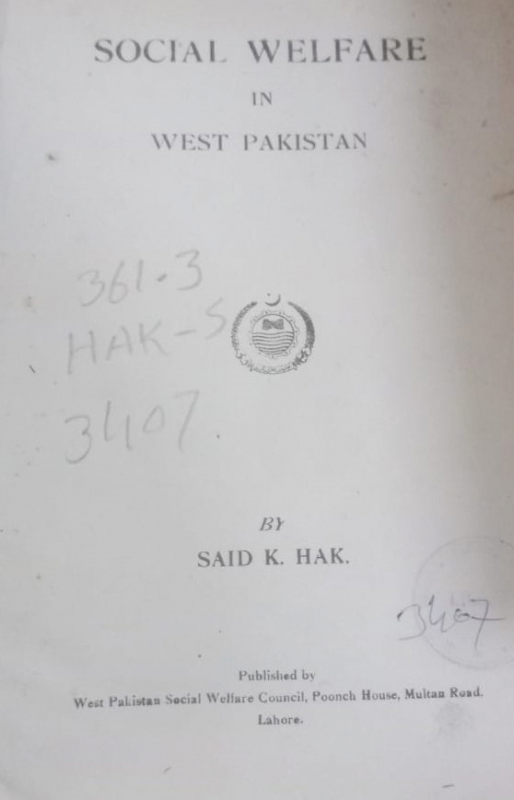 SOCIAL WELFARE
IN
WEST PAKISTAN
361.3
HAK-S
3407
BY
SAID K. HAK.
3407
Published by
West Pakistan Social Welfare Council, Poonch House, Multan Road.
Lahore.